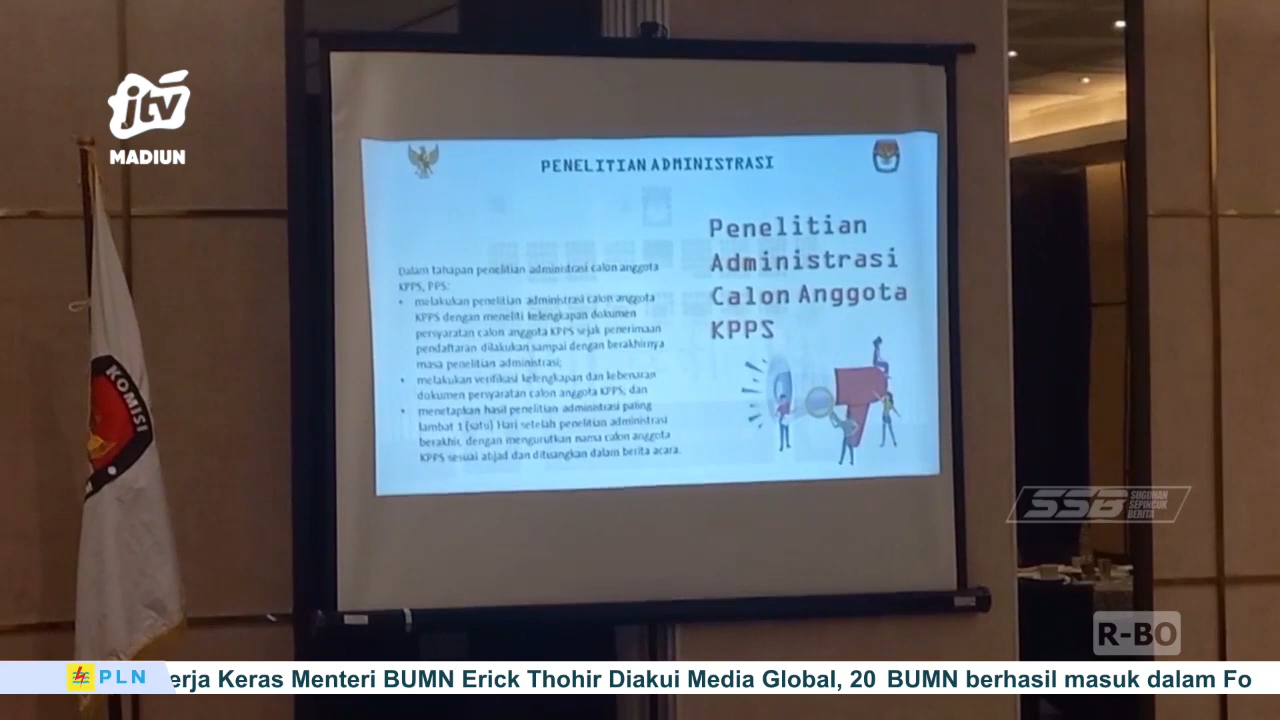 jtv
MADIUN
PENELITIAN ADMINISTRASI
Penelitian
Administrasi
Calon Anggota
KPPS
Dalam tahapan penelitian administrasi calon anggota
KPPS, PPS:
• melakukan penelitian administrasi calon anggota
KPPS dengan meneliti kelengkapan dokumen
persyaratan calon anggota KPPS sejak penerimaan
pendaftaran dilakukan sampai dengan berakhirnya
masa penelitian administrasi;
• melakukan verifikasi kelengkapan dan kebenaran
dokumen persyaratan calon anggota KPPS; dan
• menetapkan hasil penelitian administrasi paling
lambat 1 (satu) Hari setelah penelitian administrasi
berakhir, dengan mengurutkan nama calon anggota
KPPS sesuai abjad dan dituangkan dalam berita acara.
KOMISI
SSB SUGUHAN
SEPINCUK
BERITA
R-BO
PLN erja Keras Menteri BUMN Erick Thohir Diakui Media Global, 20 BUMN berhasil masuk dalam Fo